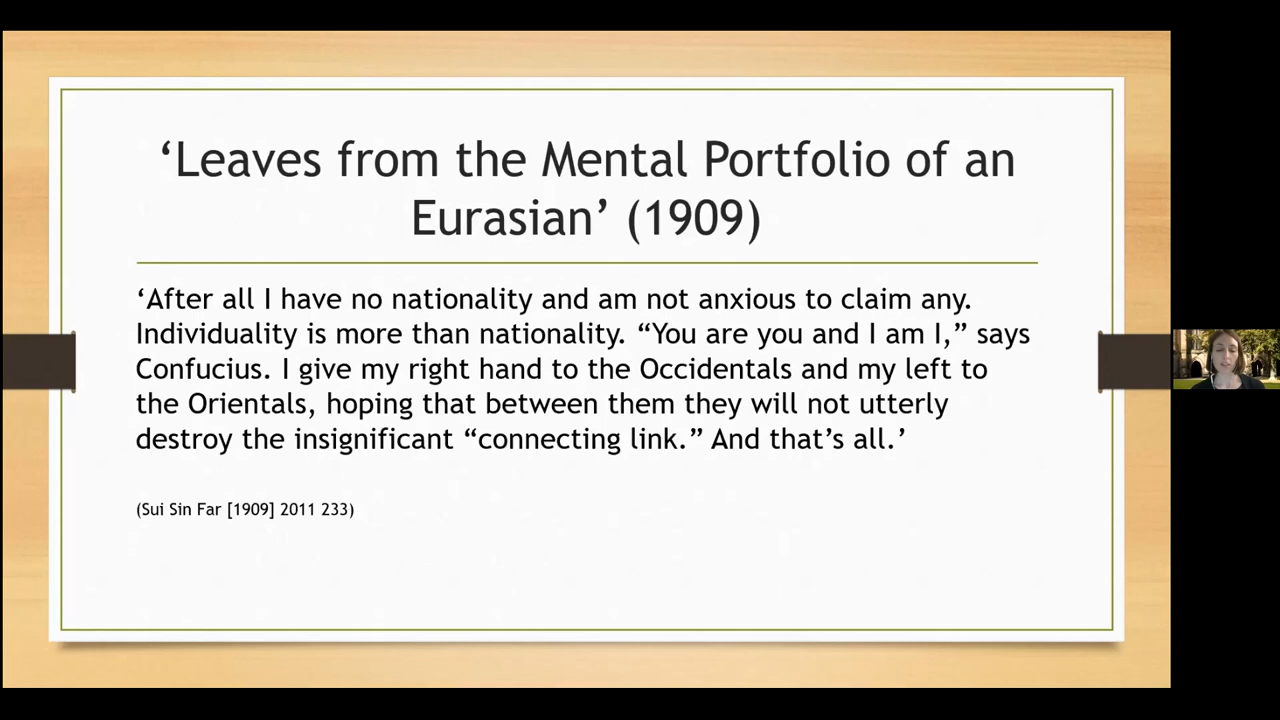 ‘Leaves from the Mental Portfolio of an
Eurasian’ (1909)
‘After all I have no nationality and am not anxious to claim any.
Individuality is more than nationality. “You are you and I am I,” says
Confucius. I give my right hand to the Occidentals and my left to
the Orientals, hoping that between them they will not utterly
destroy the insignificant “connecting link.” And that’s all.’
(Sui Sin Far [1909] 2011 233)